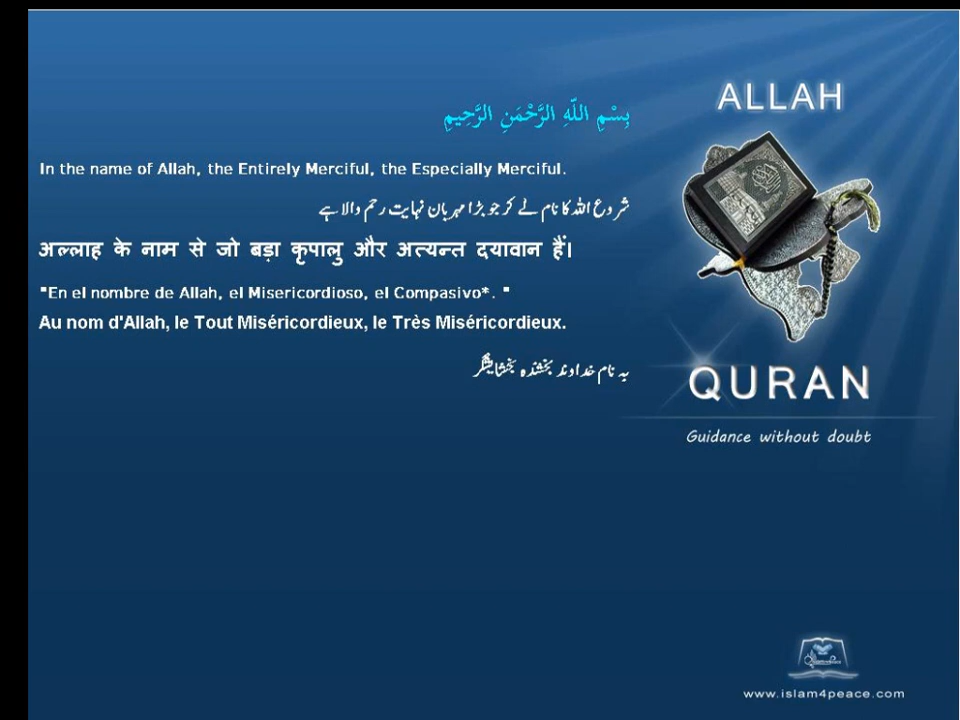 بِسْمِ اللَّهِ الرَّحْمَنِ الرَّحِيمِ
In the name of Allah, the Entirely Merciful, the Especially Merciful.
شروع الله کا نام لے کر جو بڑا مہربان نہایت رحم والا ہے
अल्लाह के नाम से जो बड़ा कृपालु और अत्यन्त दयावान हैं।
"En el nombre de Allah, el Misericordioso, el Compasivo*. "
Au nom d'Allah, le Tout Miséricordieux, le Très Miséricordieux.
به نام خداوند بخشنده بخشایشگر
ALLAH
QURAN
Guidance without doubt
www.islam4peace.com